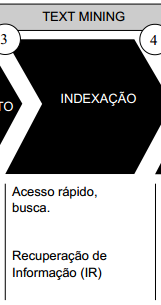 TEXT MINING
3
4
TO
INDEXAÇÃO
Acesso rápido,
busca.
Recuperação de
Informação (IR)